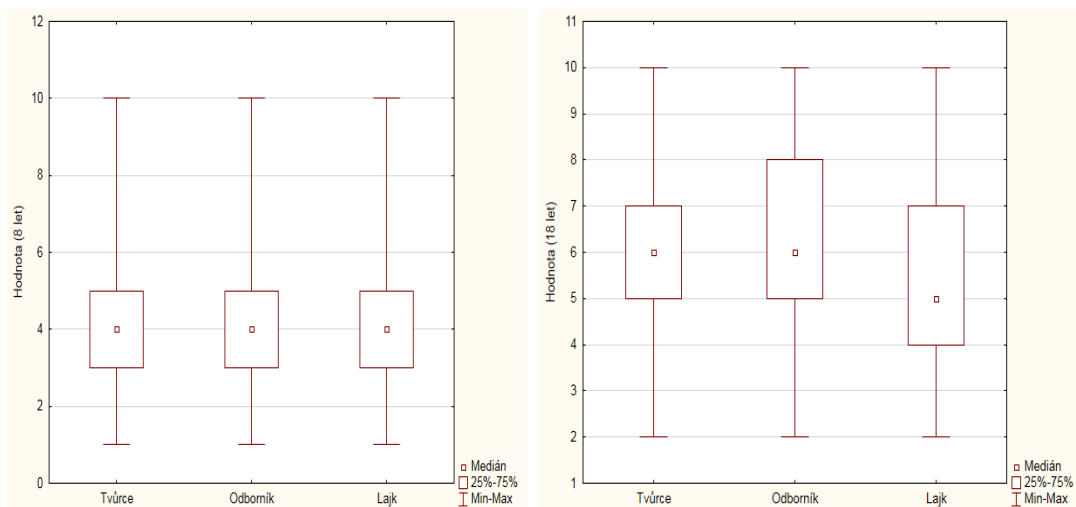 Hodnota (8 let)
12
10
8
6
4
2
0
Tvůrce Odborník Lajk
Medián
25%-75%
Min-Max
Hodnota (18 let)
11
10
9
8
7
6
5
4
3
2
1
Tvůrce Odborník Lajk
Medián
25%-75%
Min-Max